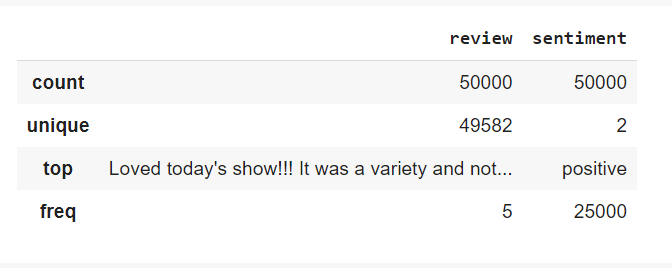 review sentiment
count 50000 50000
unique 49582 2
top Loved today's show!!! It was a variety and not... positive
freq 5 25000